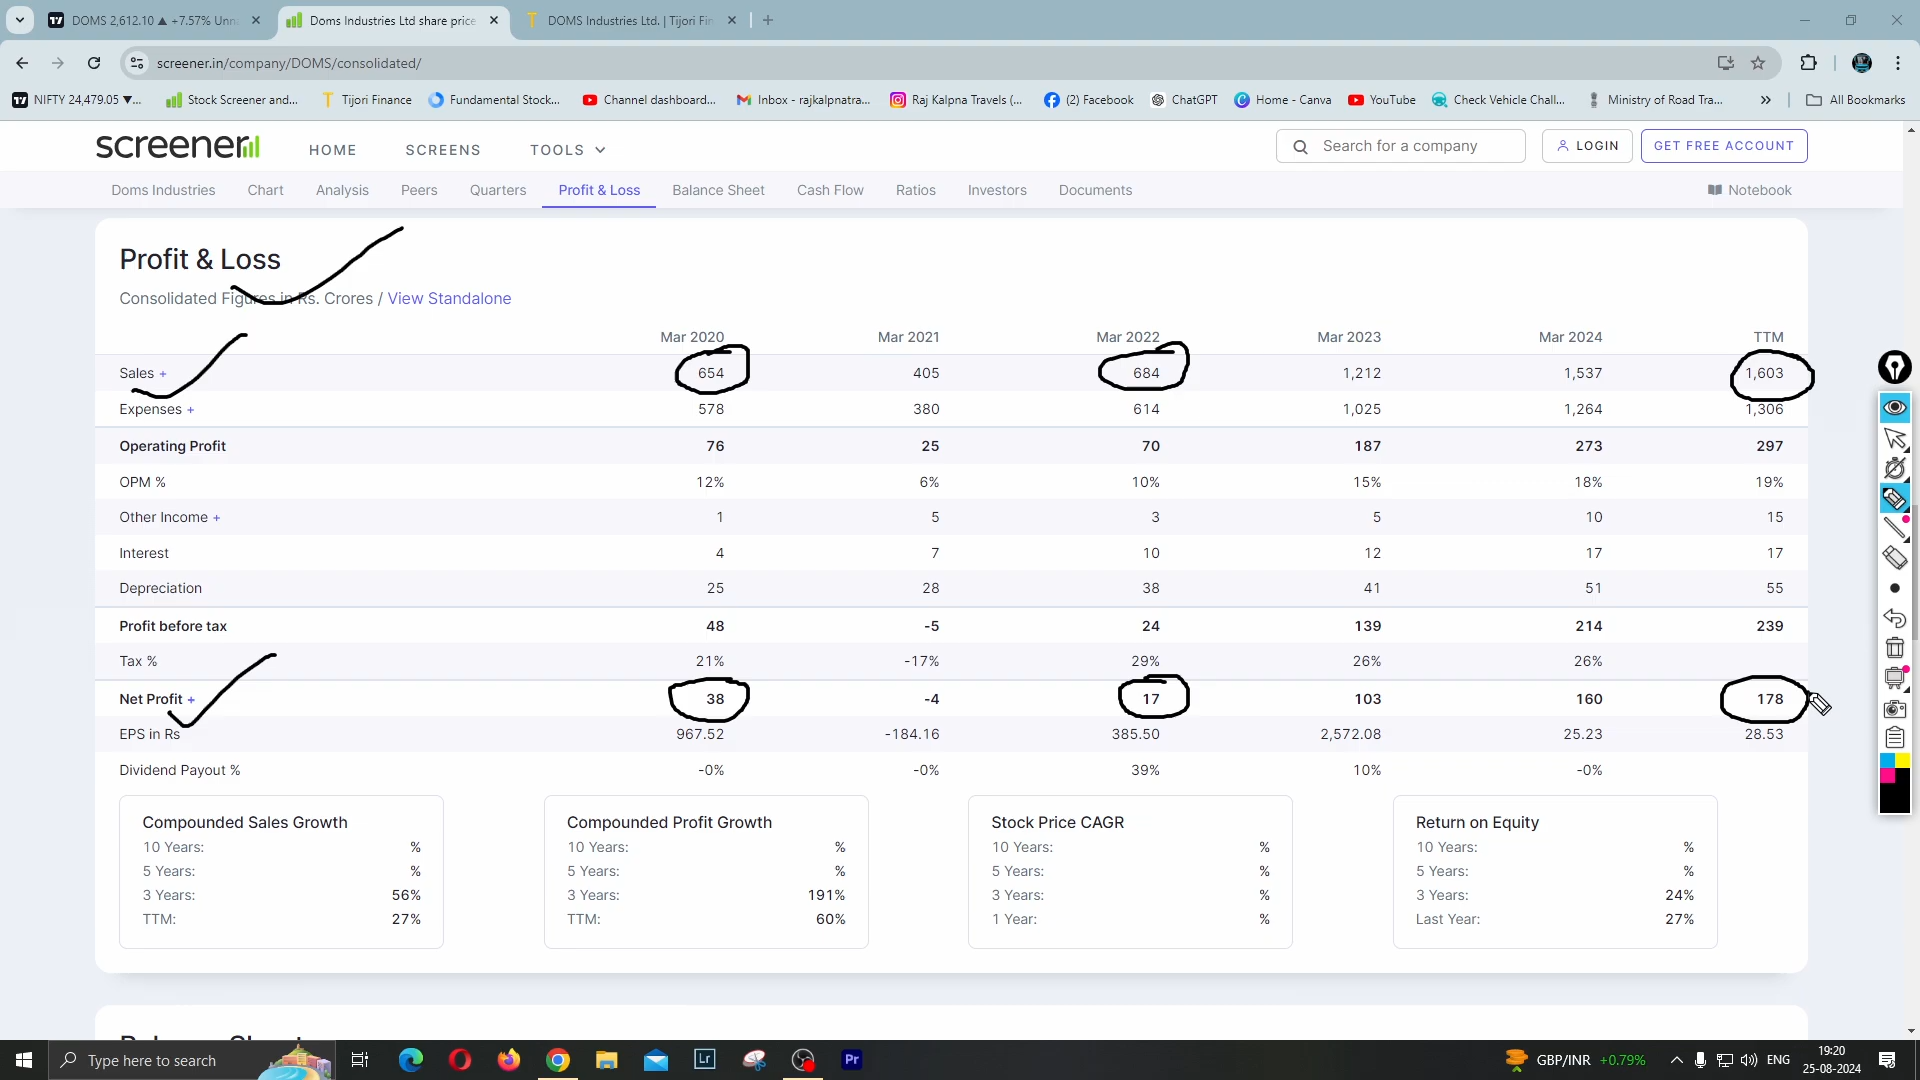 DOMS 2,612.10 ▲ +7.57% Unn
Doms Industries Ltd share price
DOMS Industries Ltd. | Tijori Fin
screener.in/company/DOMS/consolidated/
NIFTY 24,479.05 ▼... Stock Screener and... Tijori Finance Fundamental Stock... Channel dashboard... Inbox - rajkalpnatra... Raj Kalpna Travels (... (2) Facebook ChatGPT Home - Canva YouTube Check Vehicle Chall... Ministry of Road Tra... » All Bookmarks
screener HOME SCREENS TOOLS Search for a company LOGIN GET FREE ACCOUNT
Doms Industries Chart Analysis Peers Quarters Profit & Loss Balance Sheet Cash Flow Ratios Investors Documents Notebook
Profit & Loss
Consolidated Figures in Rs. Crores / View Standalone
Mar 2020 Mar 2021 Mar 2022 Mar 2023 Mar 2024 TTM
Sales + 654 405 684 1,212 1,537 1,603
Expenses + 578 380 614 1,025 1,264 1,306
Operating Profit 76 25 70 187 273 297
OPM % 12% 6% 10% 15% 18% 19%
Other Income + 1 5 3 5 10 15
Interest 4 7 10 12 17 17
Depreciation 25 28 38 41 51 55
Profit before tax 48 -5 24 139 214 239
Tax % 21% -17% 29% 26% 26%
Net Profit + 38 -4 17 103 160 178
EPS in Rs 967.52 -184.16 385.50 2,572.08 25.23 28.53
Dividend Payout % -0% -0% 39% 10% -0%
Compounded Sales Growth
10 Years: %
5 Years: %
3 Years: 56%
TTM: 27%
Compounded Profit Growth
10 Years: %
5 Years: %
3 Years: 191%
TTM: 60%
Stock Price CAGR
10 Years: %
5 Years: %
3 Years: %
1 Year: %
Return on Equity
10 Years: %
5 Years: %
3 Years: 24%
Last Year: 27%
Type here to search
Lr
Pr
GBP/INR +0.79%
ENG
19:20
25-08-2024